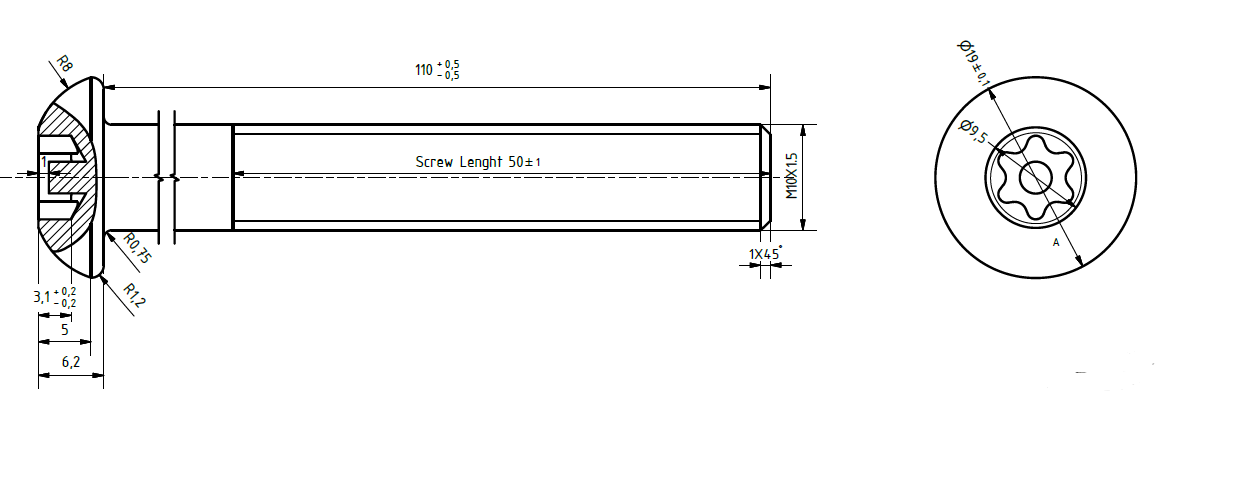 R8
110 +0,5 -0,5
Ø19±0,1
Ø9,5
1
Screw Lenght 50±1
M10X1.5
A
R0,75
1X45°
R1,2
3,1 +0,2 -0,2
5
6,2